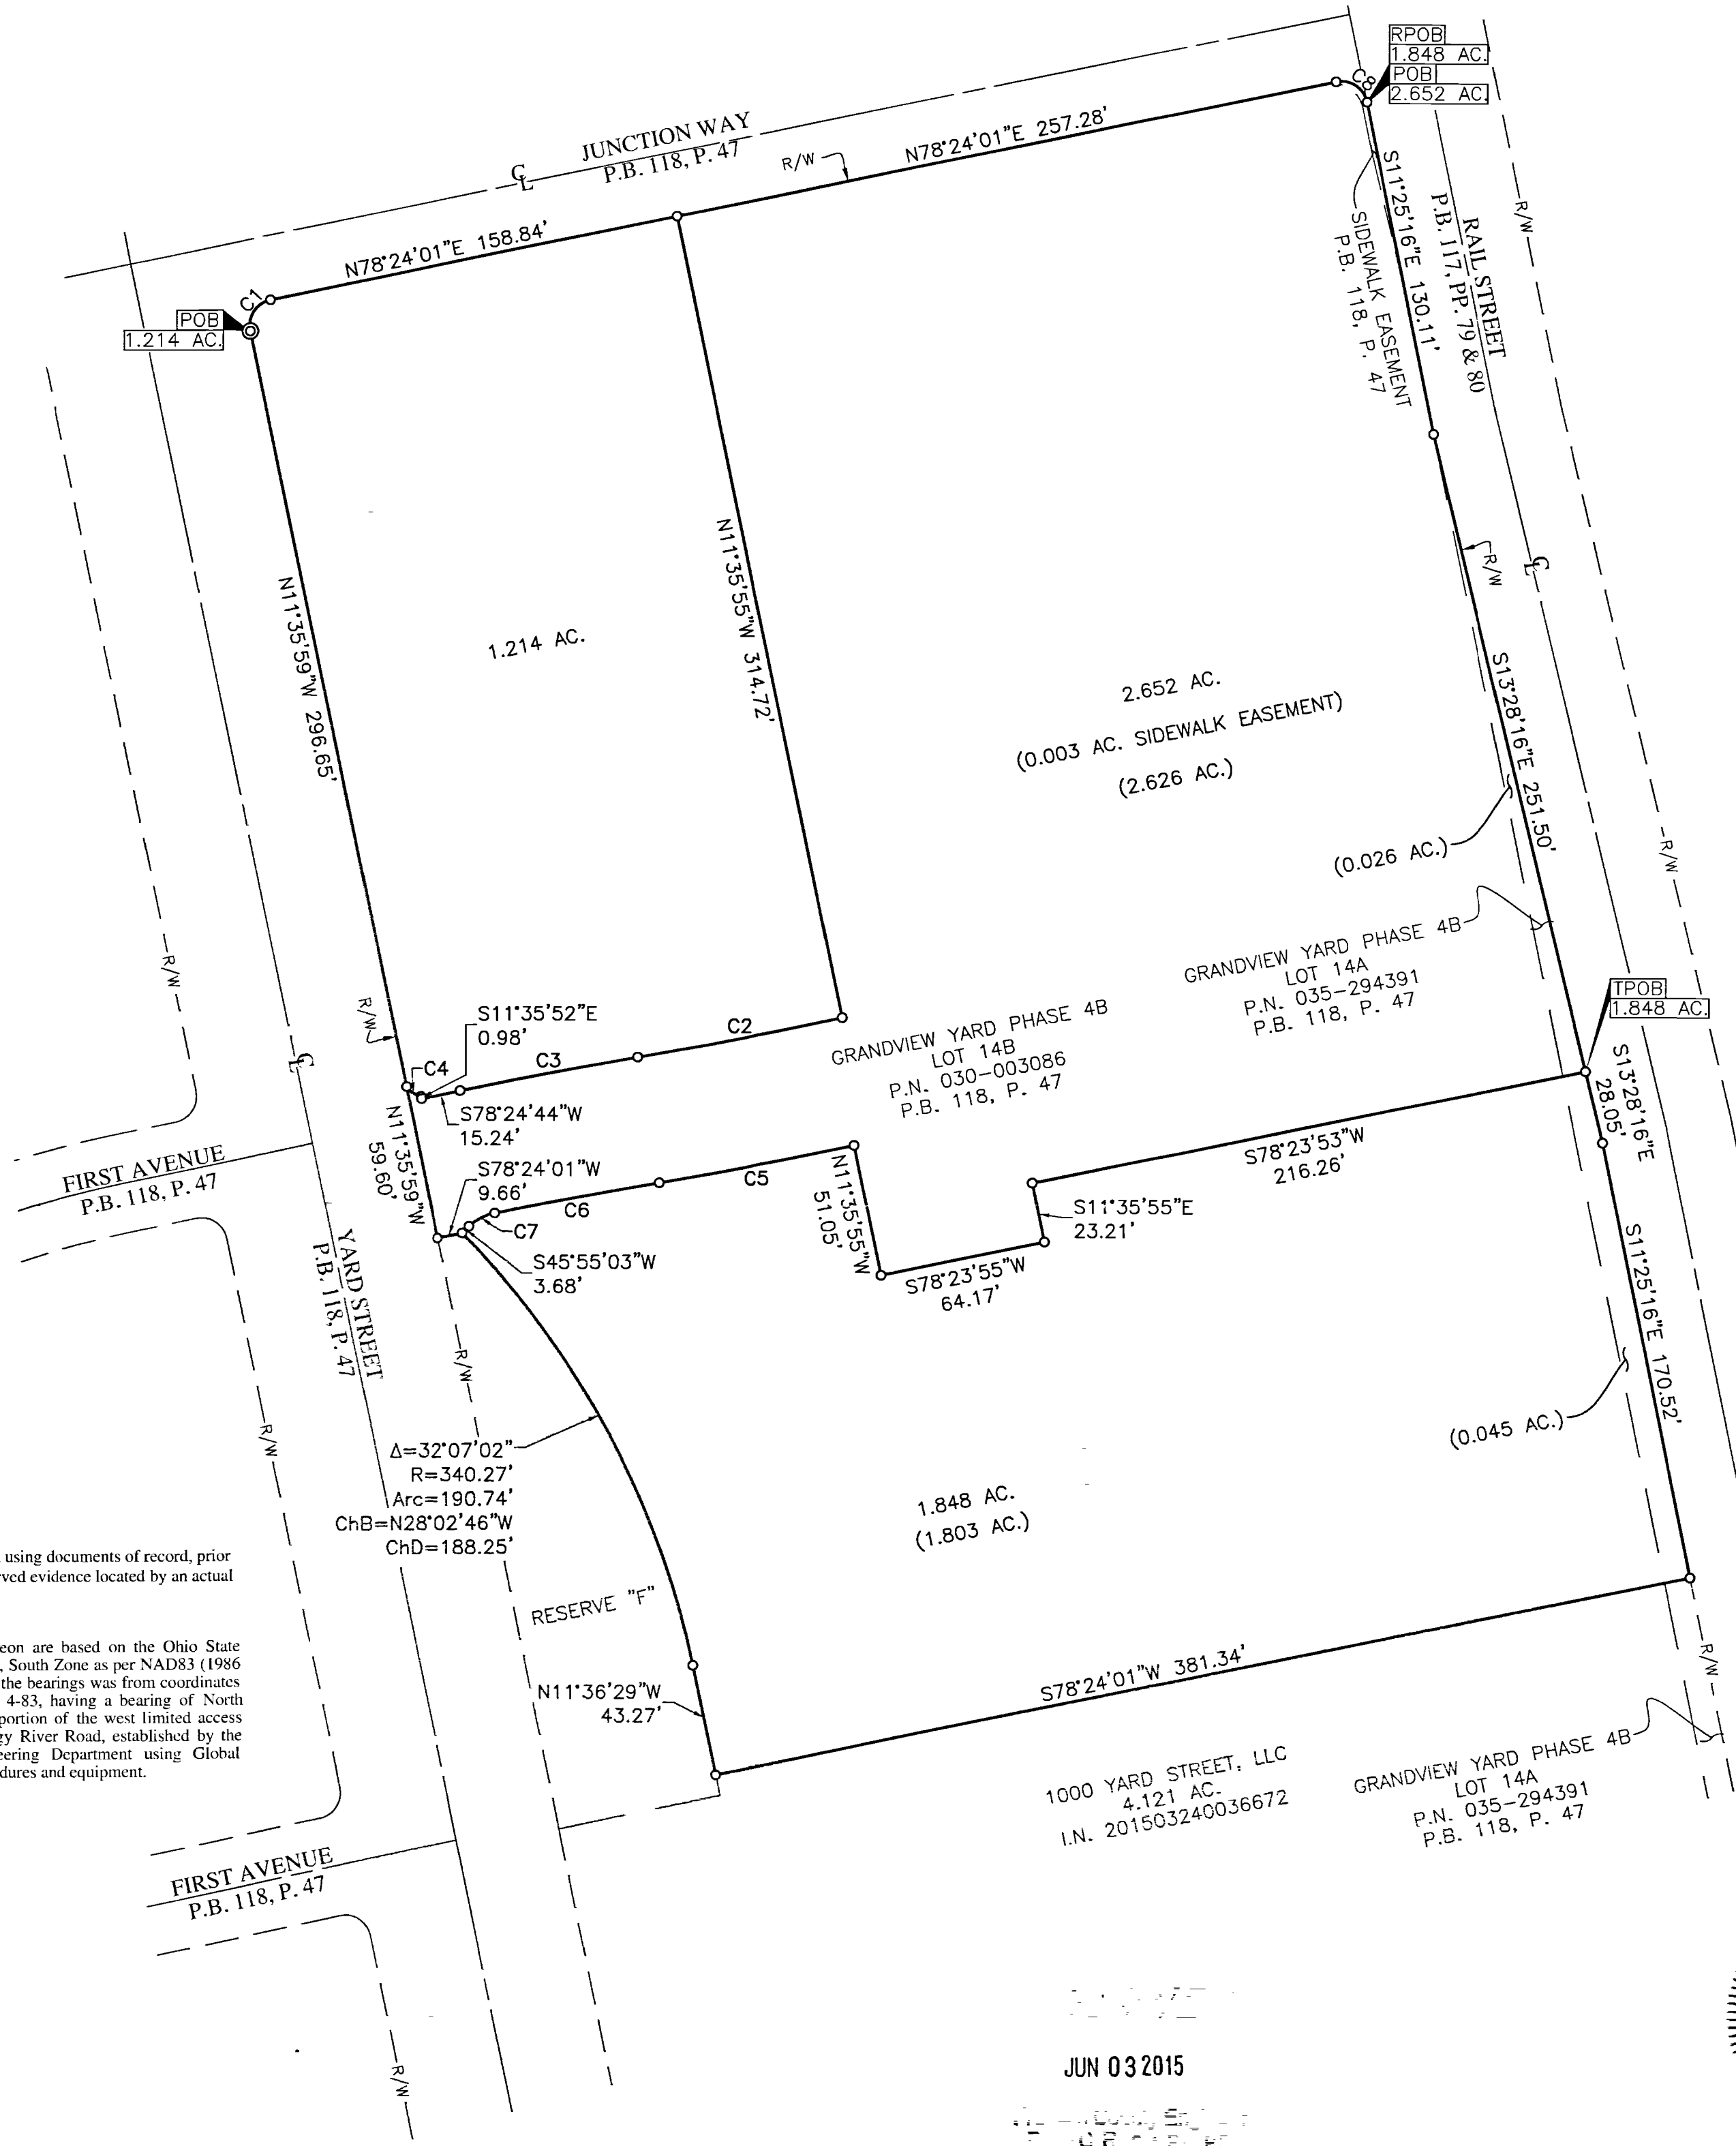 RPOB
1.848 AC.
POB
2.652 AC.
C8
JUNCTION WAY
P.B. 118, P. 47
C̲L
R/W
N78°24'01"E 257.28'
N78°24'01"E 158.84'
C1
POB
1.214 AC.
S11°25'16"E 130.11'
SIDEWALK EASEMENT
P.B. 118, P. 47
RAIL STREET
P.B. 117, PP. 79 & 80
R/W
R/W
CL
N11°35'59"W 296.65'
N11°35'55"W 314.72'
1.214 AC.
2.652 AC.
(0.003 AC. SIDEWALK EASEMENT)
(2.626 AC.)
S13°28'16"E 251.50'
(0.026 AC.)
R/W
R/W
GRANDVIEW YARD PHASE 4B
LOT 14A
P.N. 035-294391
P.B. 118, P. 47
TPOB
1.848 AC.
R/W
CL
S11°35'52"E
0.98'
C4
C3
C2
GRANDVIEW YARD PHASE 4B
LOT 14B
P.N. 030-003086
P.B. 118, P. 47
S78°24'44"W
15.24'
N11°35'59"W
59.60'
S78°24'01"W
9.66'
C5
C6
C7
S45°55'03"W
3.68'
N11°35'55"W
51.05'
S78°23'55"W
64.17'
S11°35'55"E
23.21'
S78°23'53"W
216.26'
S13°28'16"E
28.05'
FIRST AVENUE
P.B. 118, P. 47
YARD STREET
P.B. 118, P. 47
R/W
R/W
S11°25'16"E 170.52'
(0.045 AC.)
Δ=32°07'02"
R=340.27'
Arc=190.74'
ChB=N28°02'46"W
ChD=188.25'
1.848 AC.
(1.803 AC.)
using documents of record, prior
rved evidence located by an actual
eon are based on the Ohio State
, South Zone as per NAD83 (1986
the bearings was from coordinates
4-83, having a bearing of North
portion of the west limited access
gy River Road, established by the
eering Department using Global
dures and equipment.
RESERVE "F"
N11°36'29"W
43.27'
S78°24'01"W 381.34'
R/W
1000 YARD STREET, LLC
4.121 AC.
I.N. 201503240036672
GRANDVIEW YARD PHASE 4B
LOT 14A
P.N. 035-294391
P.B. 118, P. 47
FIRST AVENUE
P.B. 118, P. 47
R/W
JUN 03 2015